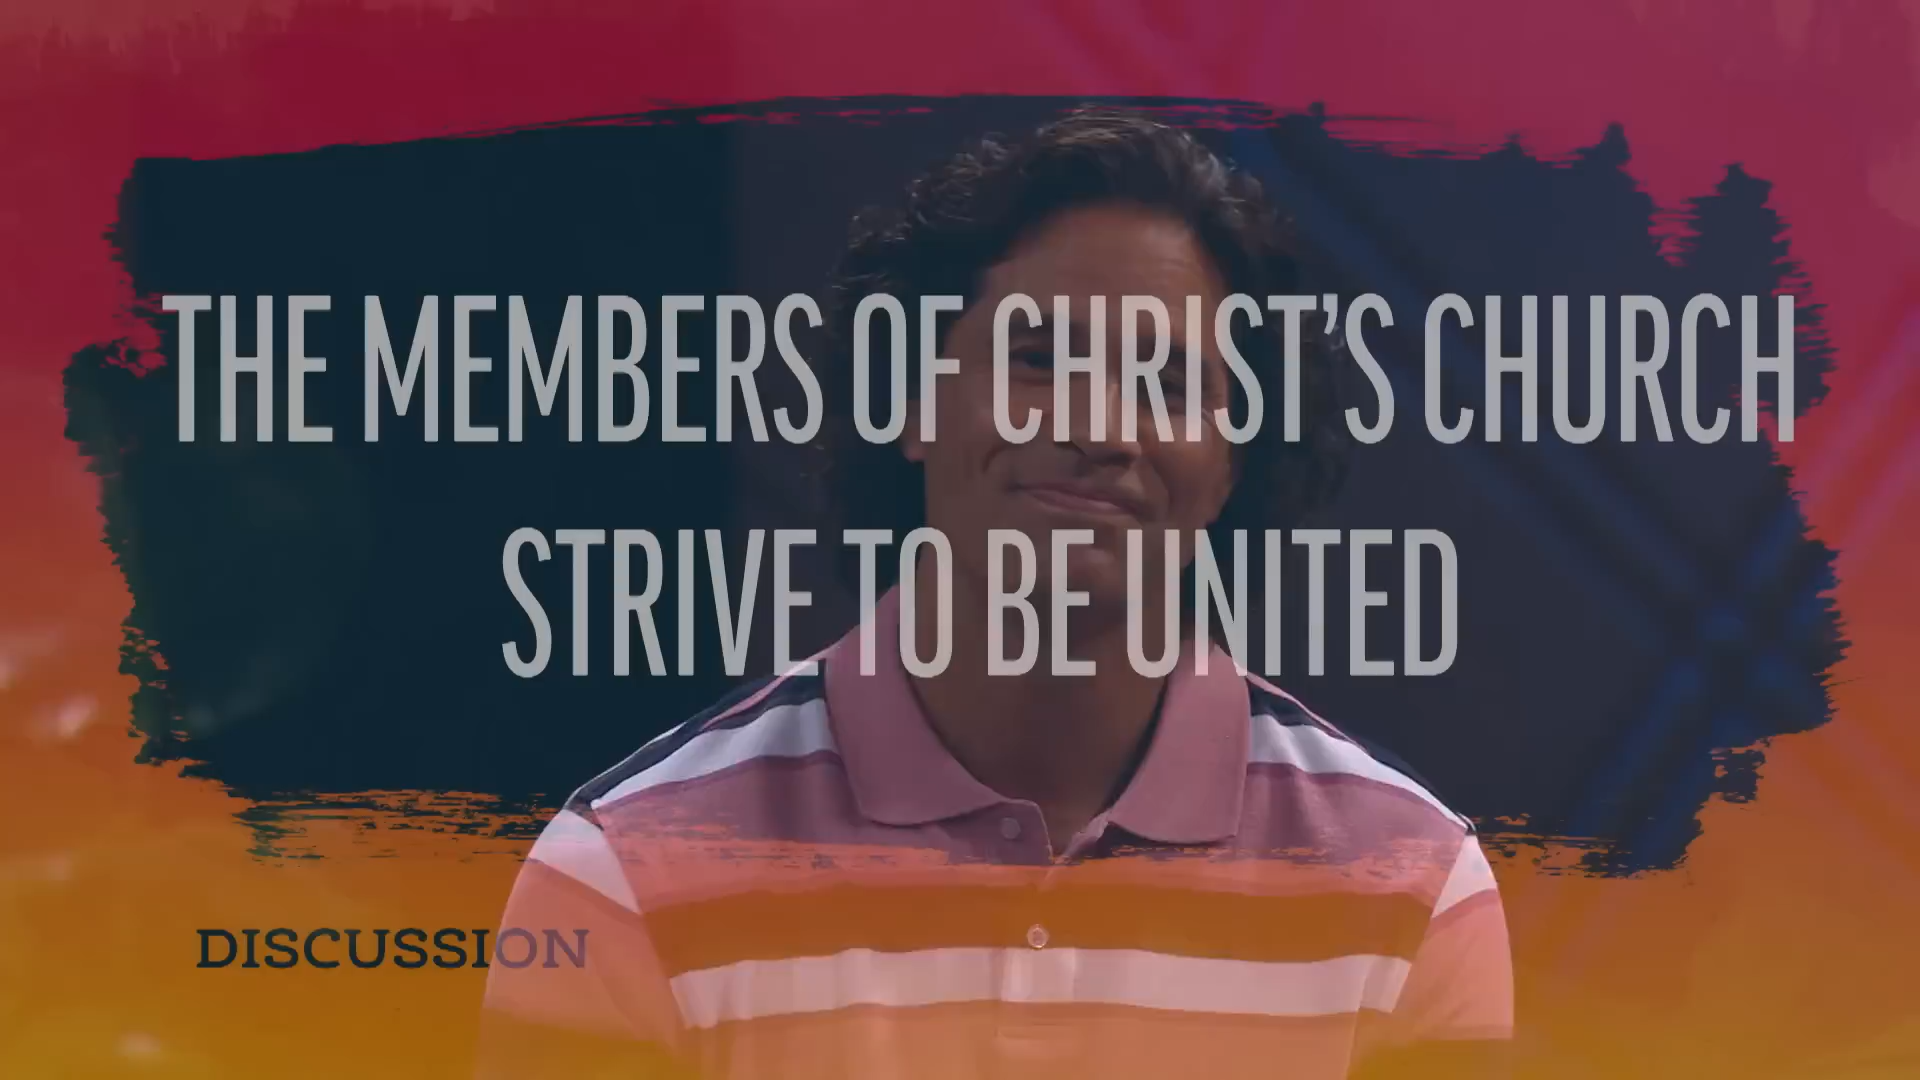 THE MEMBERS OF CHRIST’S CHURCH
STRIVE TO BE UNITED
DISCUSSION